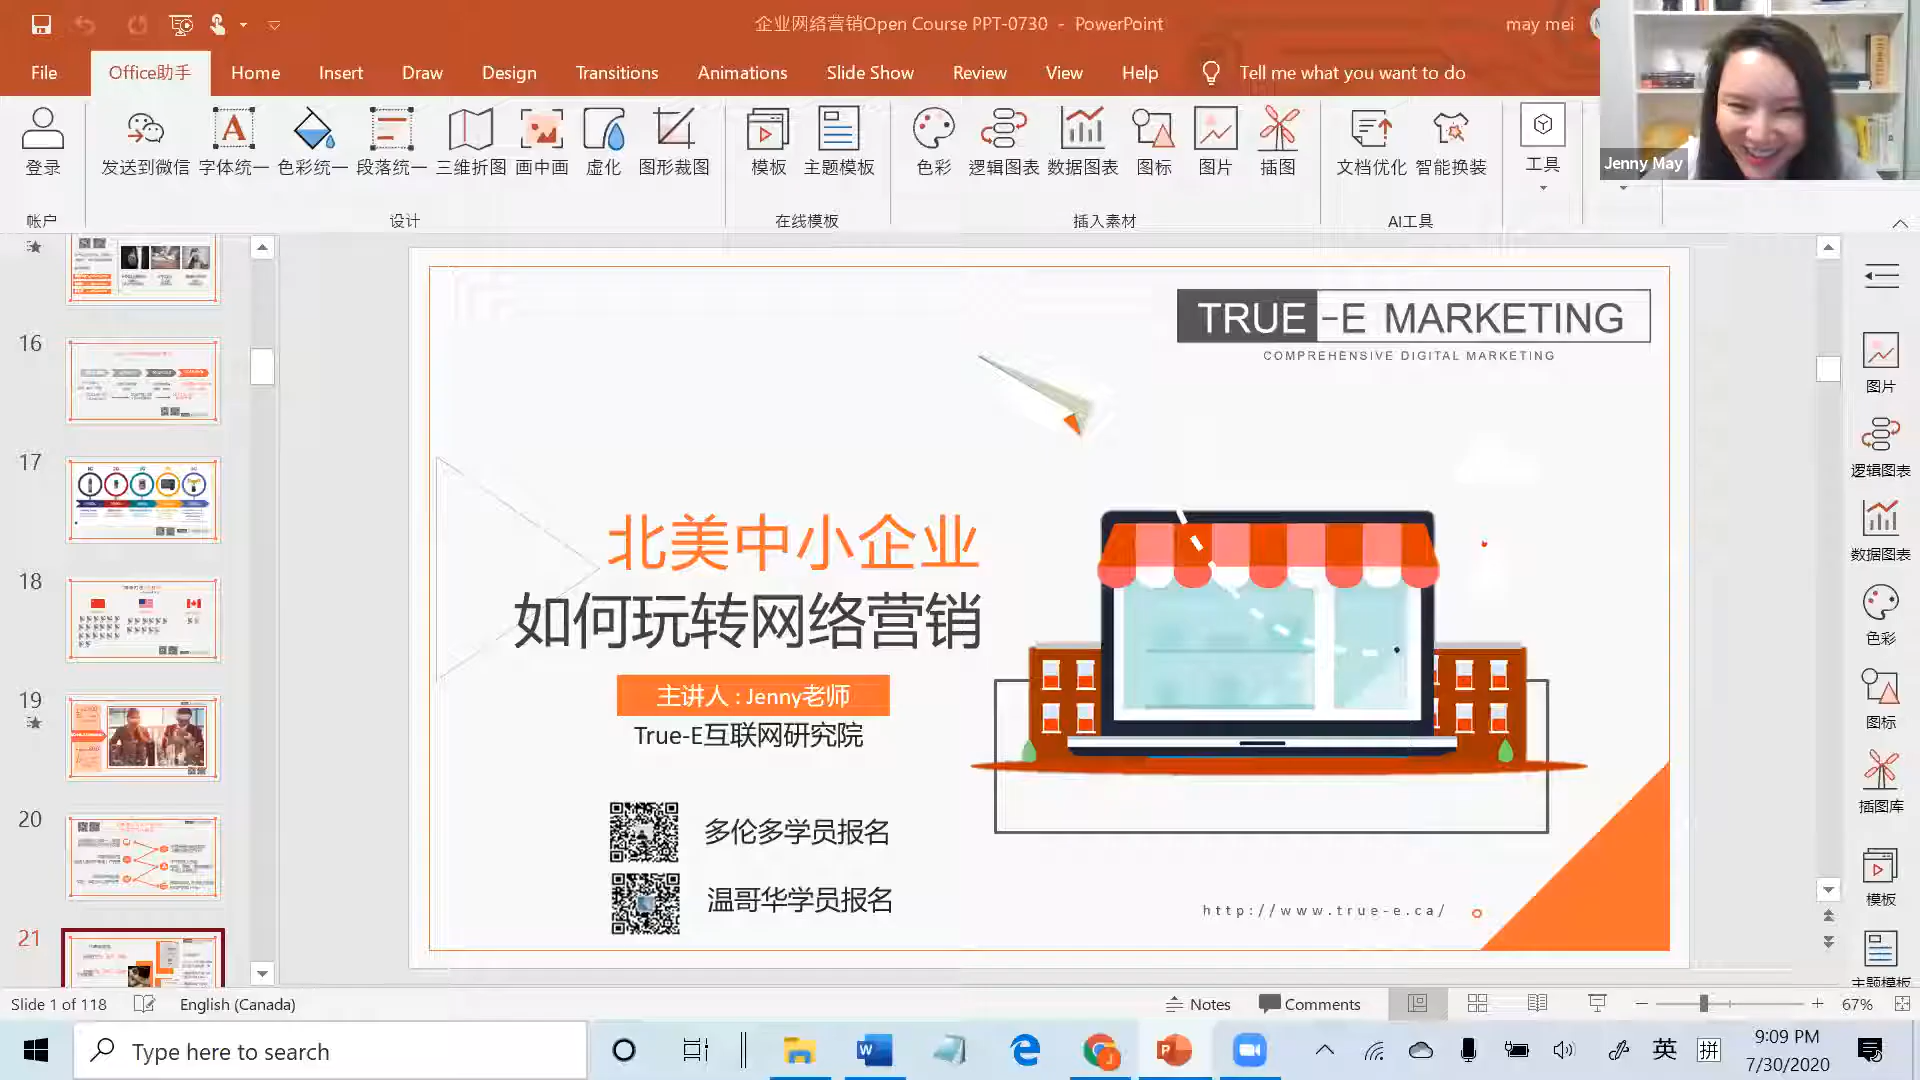 企业网络营销Open Course PPT-0730 - PowerPoint
may mei
File
Office助手
Home
Insert
Draw
Design
Transitions
Animations
Slide Show
Review
View
Help
Tell me what you want to do
Jenny May
登录
发送到微信
字体统一
色彩统一
段落统一
三维折图
画中画
虚化
图形裁图
模板
主题模板
色彩
逻辑图表
数据图表
图标
图片
插图
文档优化
智能换装
工具
帐户
设计
在线模板
插入素材
AI工具
16
17
18
19
20
21
TRUE-E MARKETING
COMPREHENSIVE DIGITAL MARKETING
北美中小企业
如何玩转网络营销
主讲人 : Jenny老师
True-E互联网研究院
多伦多学员报名
温哥华学员报名
http://www.true-e.ca/
图片
逻辑图表
数据图表
色彩
图标
插图库
模板
主题模板
Slide 1 of 118
English (Canada)
Notes
Comments
67%
Type here to search
英
拼
9:09 PM
7/30/2020